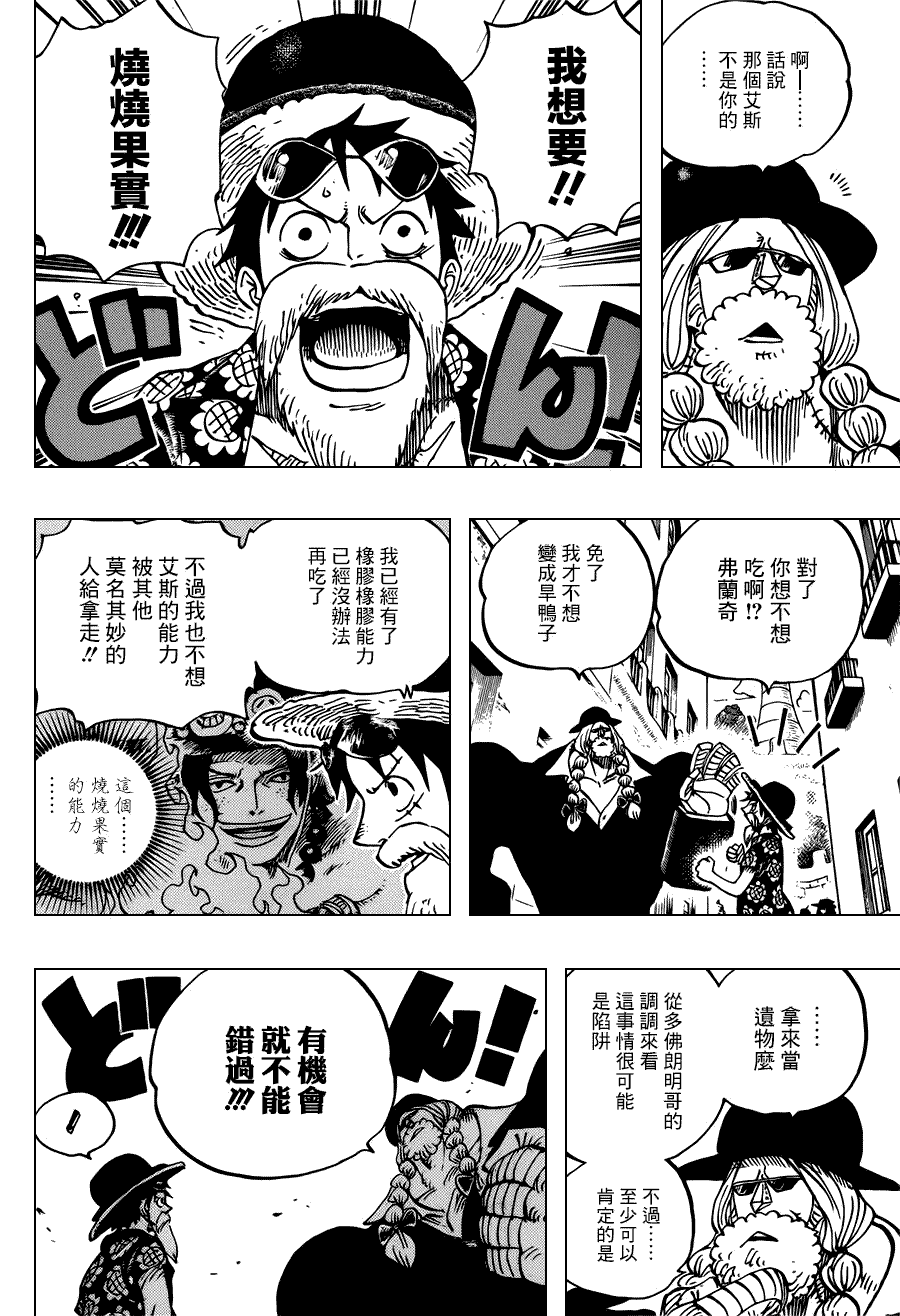 啊——……
話說
那個艾斯
不是你的
……
我想要!!
燒燒果實!!!
どん!
對了
你想不想
吃啊!?
弗蘭奇
免了
我才不想
變成旱鴨子
我已經有了
橡膠橡膠能力
已經沒辦法
再吃了
不過我也不想
艾斯的能力
被其他
莫名其妙的
人給拿走!!
這個……
燒燒果實
的能力
……
……
拿來當
遺物麼
從多佛朗明哥的
調調來看
這事情很可能
是陷阱
不過……
至少可以
肯定的是
有機會
就不能
錯過!!!
どん!
!